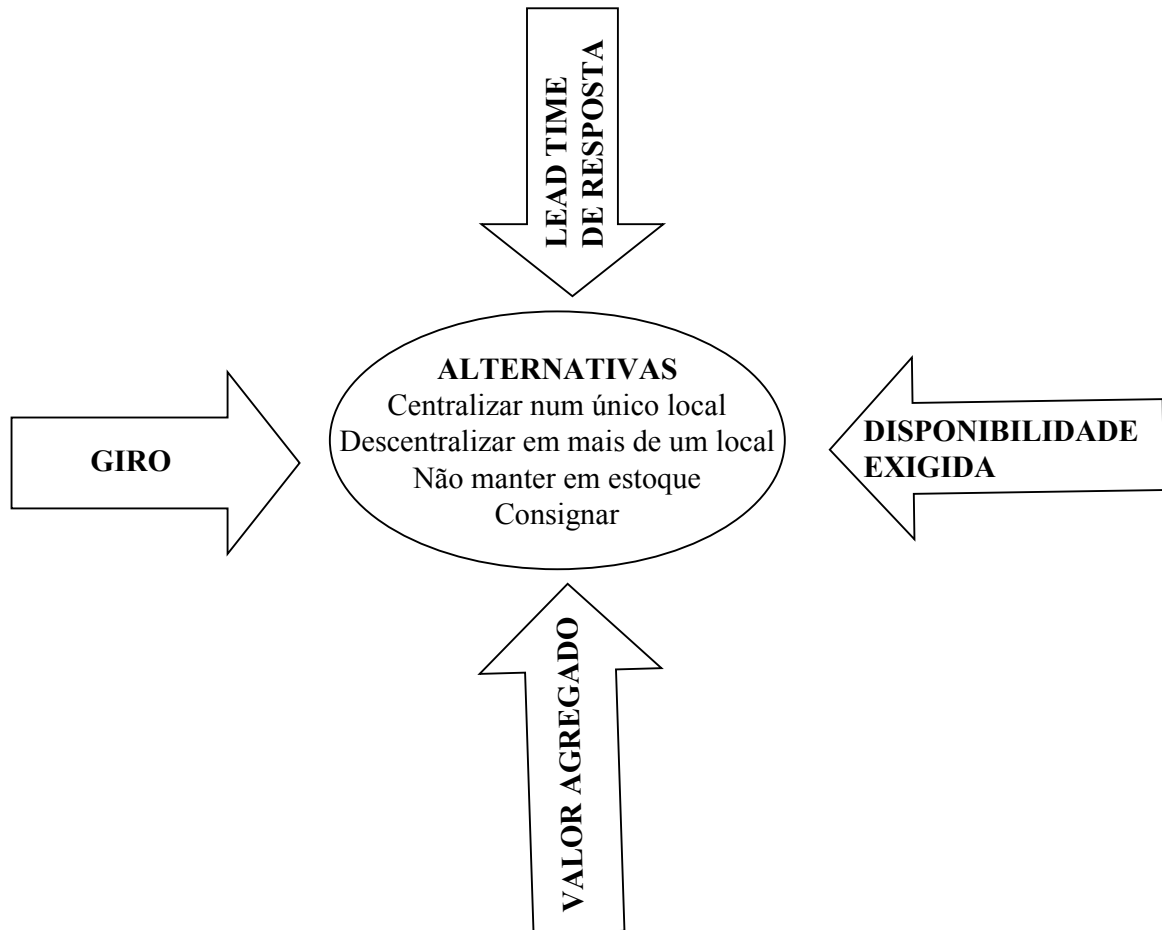 LEAD TIME
DE RESPOSTA
ALTERNATIVAS
Centralizar num único local
Descentralizar em mais de um local
Não manter em estoque
Consignar
GIRO
DISPONIBILIDADE
EXIGIDA
VALOR AGREGADO